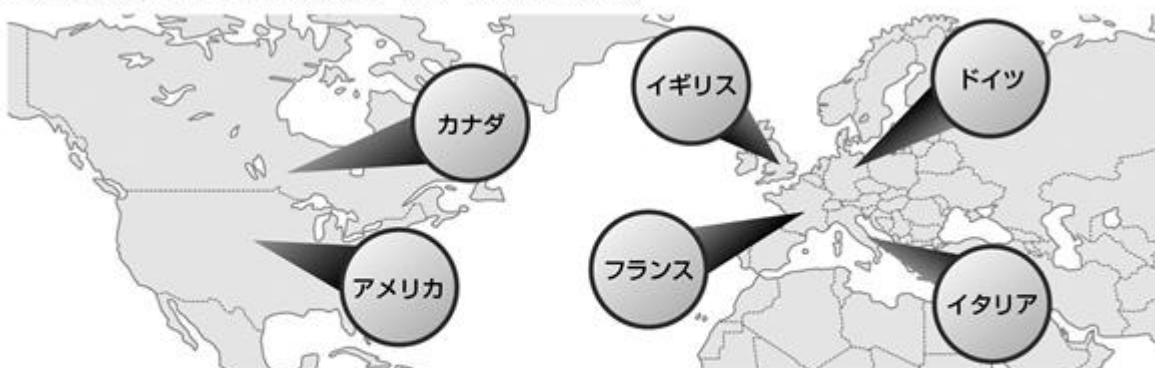 カナダ
アメリカ
イギリス
ドイツ
フランス
イタリア